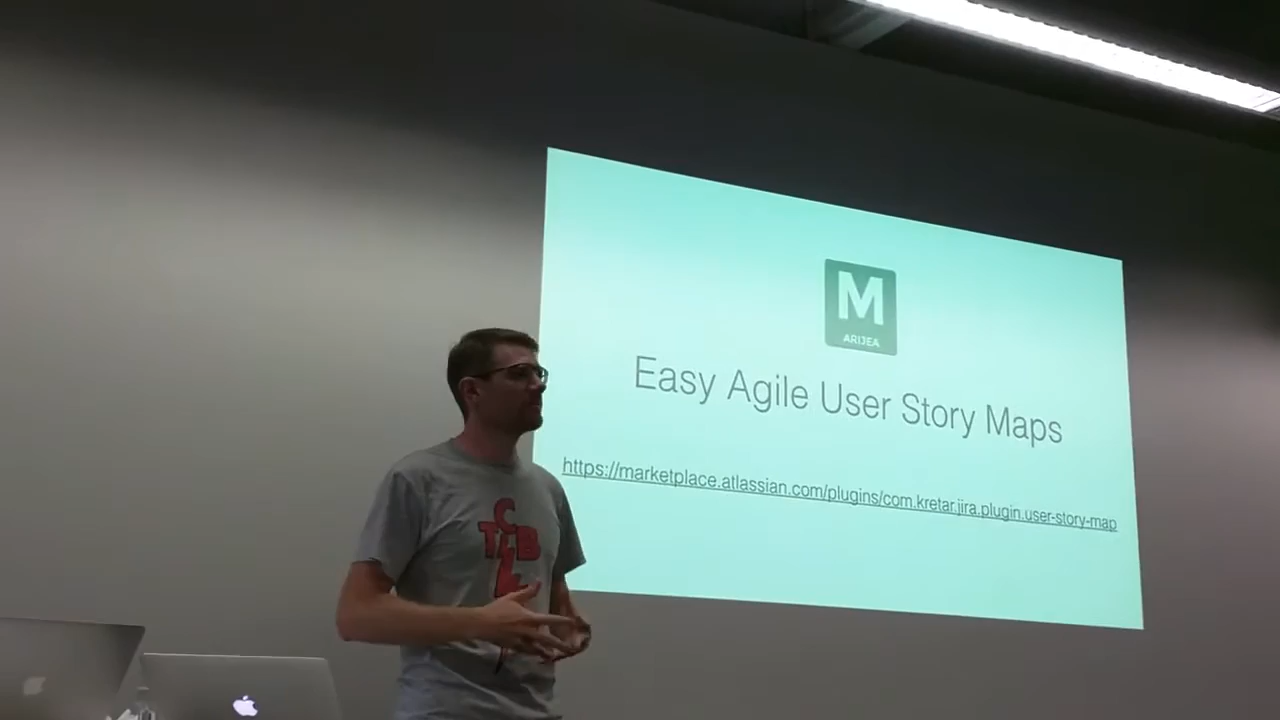 M
ARIJEA
Easy Agile User Story Maps
https://marketplace.atlassian.com/plugins/com.kretar.jira.plugin.user-story-map
C
T B